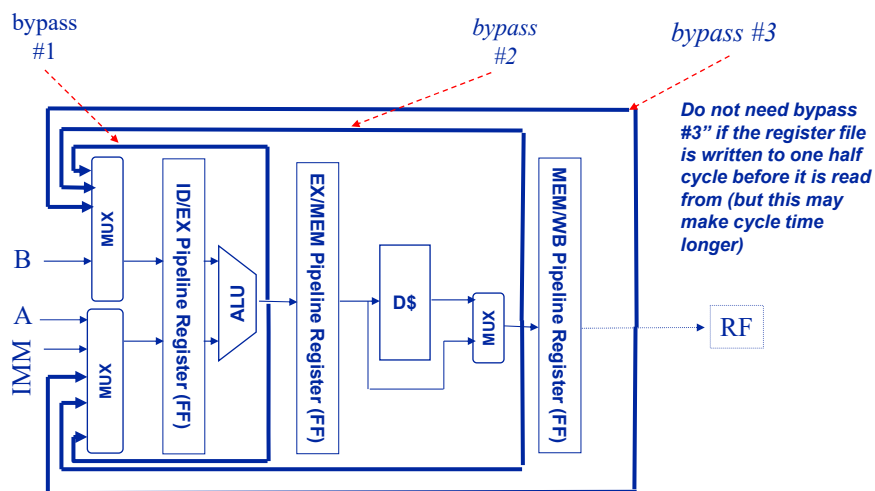 bypass
#1
bypass
#2
bypass #3
Do not need bypass
#3” if the register file
is written to one half
cycle before it is read
from (but this may
make cycle time
longer)
MUX
ID/EX Pipeline
Register (FF)
ALU
EX/MEM Pipeline Register (FF)
D$
MUX
MEM/WB Pipeline Register (FF)
RF
B
A
IMM
MUX